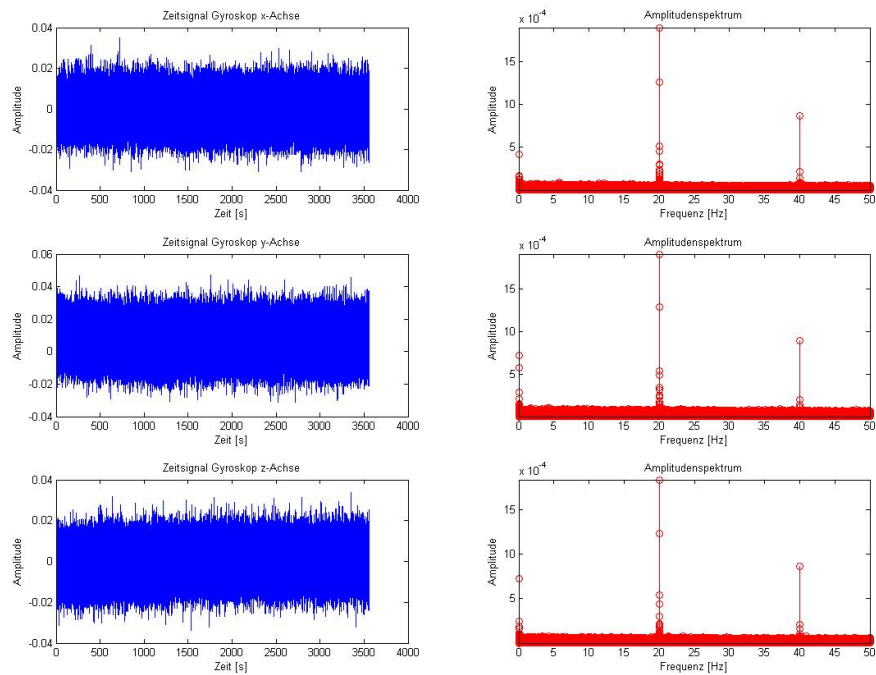 Zeitsignal Gyroskop x-Achse
0.04
0.02
0
-0.02
-0.04
Amplitude
0 500 1000 1500 2000 2500 3000 3500 4000
Zeit [s]
Amplitudenspektrum
x 10-4
15
10
5
0 5 10 15 20 25 30 35 40 45 50
Frequenz [Hz]
Zeitsignal Gyroskop y-Achse
0.06
0.04
0.02
0
-0.02
-0.04
Amplitude
0 500 1000 1500 2000 2500 3000 3500 4000
Zeit [s]
Amplitudenspektrum
x 10-4
15
10
5
0 5 10 15 20 25 30 35 40 45 50
Frequenz [Hz]
Zeitsignal Gyroskop z-Achse
0.04
0.02
0
-0.02
-0.04
Amplitude
0 500 1000 1500 2000 2500 3000 3500 4000
Zeit [s]
Amplitudenspektrum
x 10-4
15
10
5
0 5 10 15 20 25 30 35 40 45 50
Frequenz [Hz]